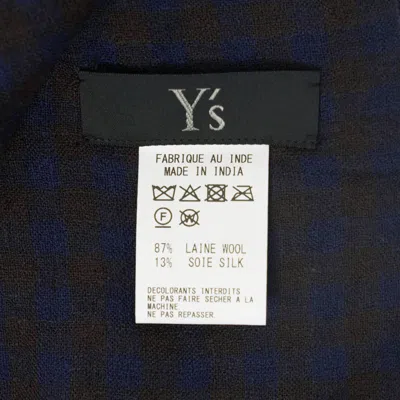 Y's
FABRIQUE AU INDE
MADE IN INDIA
F W
87% LAINE WOOL
13% SOIE SILK
DECOLORANTS INTERDITS
NE PAS FAIRE SECHER A LA
MACHINE
NE PAS REPASSER